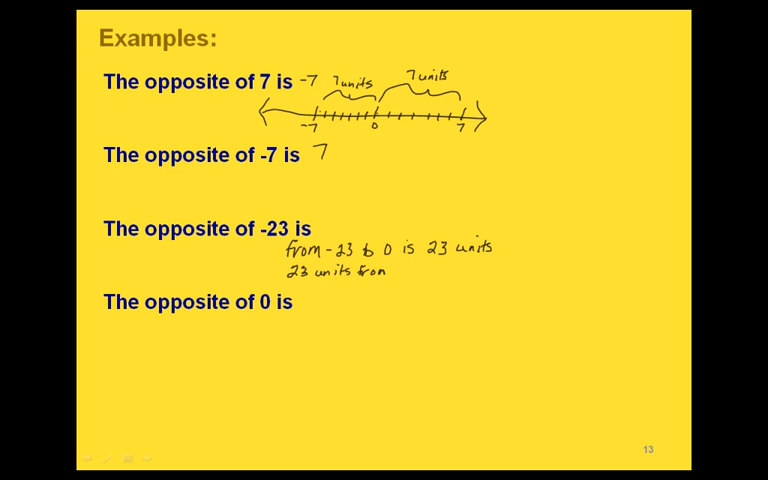 Examples:
The opposite of 7 is -7
7 units 7 units
-7 0 7
The opposite of -7 is 7
The opposite of -23 is
from -23 to 0 is 23 units
23 units from
The opposite of 0 is
13